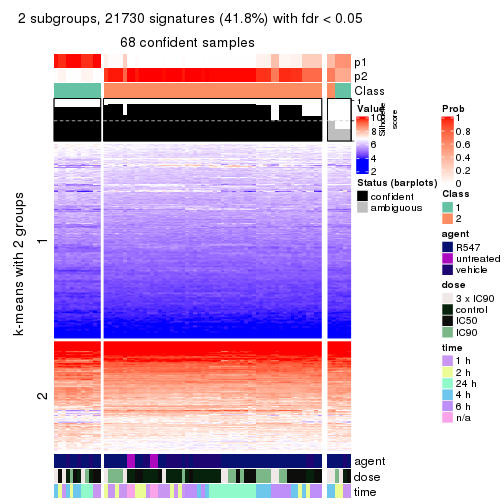 2 subgroups, 21730 signatures (41.8%) with fdr < 0.05
68 confident samples
p1
p2
Class
1
Silhouette
score
k-means with 2 groups
1
2
agent
dose
time
Value
10
8
6
4
2
Status (barplots)
confident
ambiguous
Prob
1
0.8
0.6
0.4
0.2
0
Class
1
2
agent
R547
untreated
vehicle
dose
3 x IC90
control
IC50
IC90
time
1 h
2 h
24 h
4 h
6 h
n/a